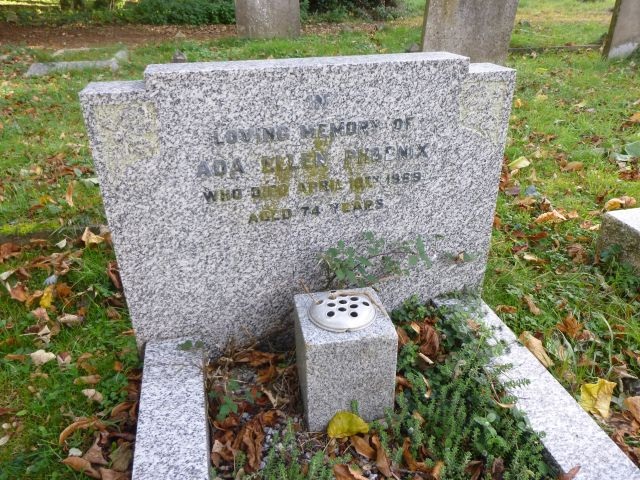 IN
LOVING MEMORY OF
ADA ELLEN PHOENIX
WHO DIED APRIL 18TH 1959
AGED 74 YEARS